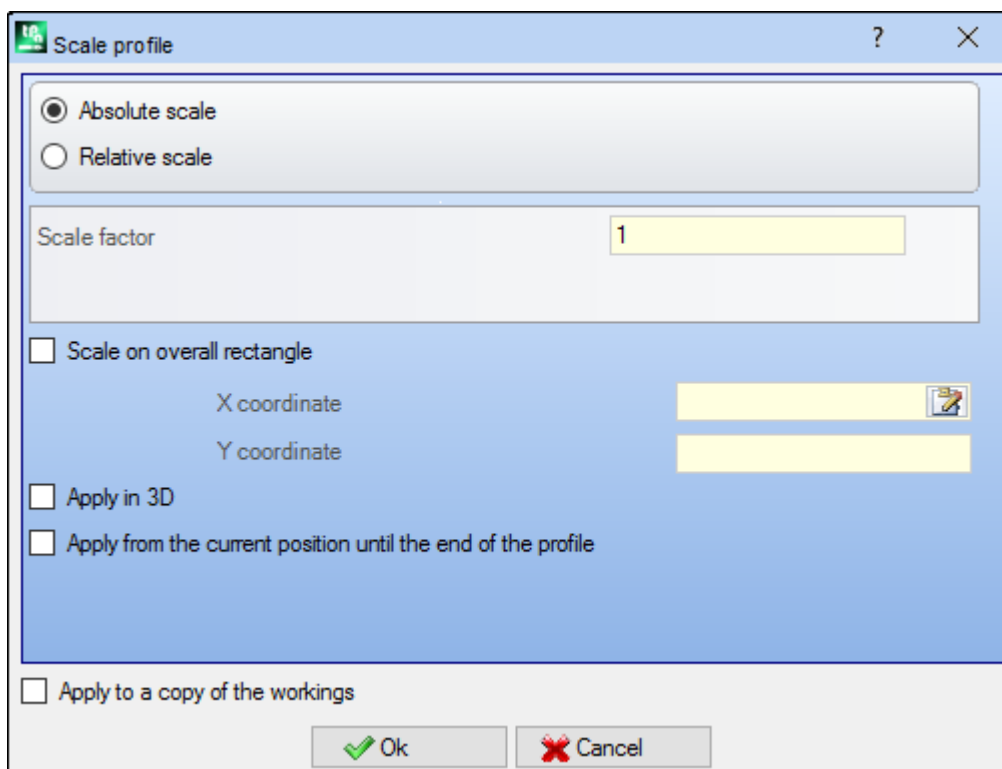 Scale profile ?
Absolute scale
Relative scale
Scale factor 1
Scale on overall rectangle
X coordinate
Y coordinate
Apply in 3D
Apply from the current position until the end of the profile
Apply to a copy of the workings
Ok Cancel